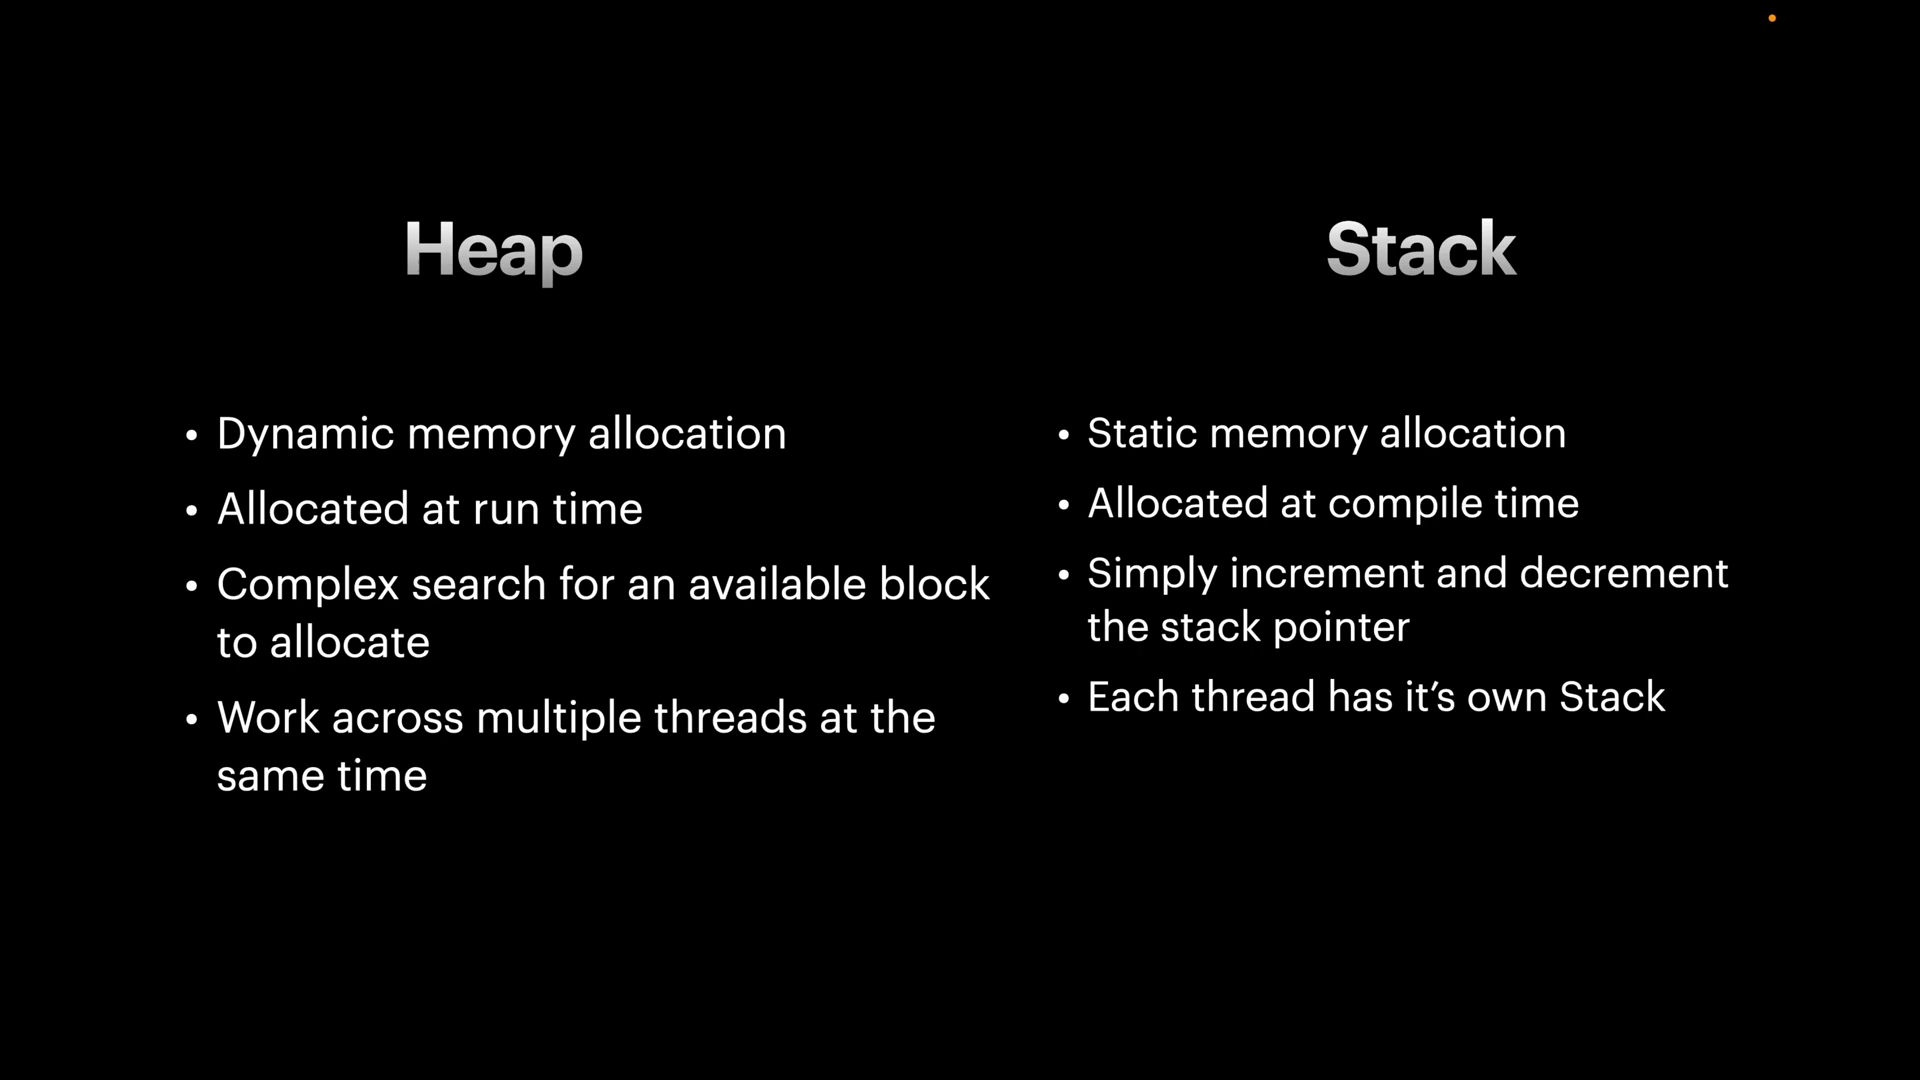 Heap
• Dynamic memory allocation
• Allocated at run time
• Complex search for an available block
to allocate
• Work across multiple threads at the
same time
Stack
• Static memory allocation
• Allocated at compile time
• Simply increment and decrement
the stack pointer
• Each thread has it’s own Stack